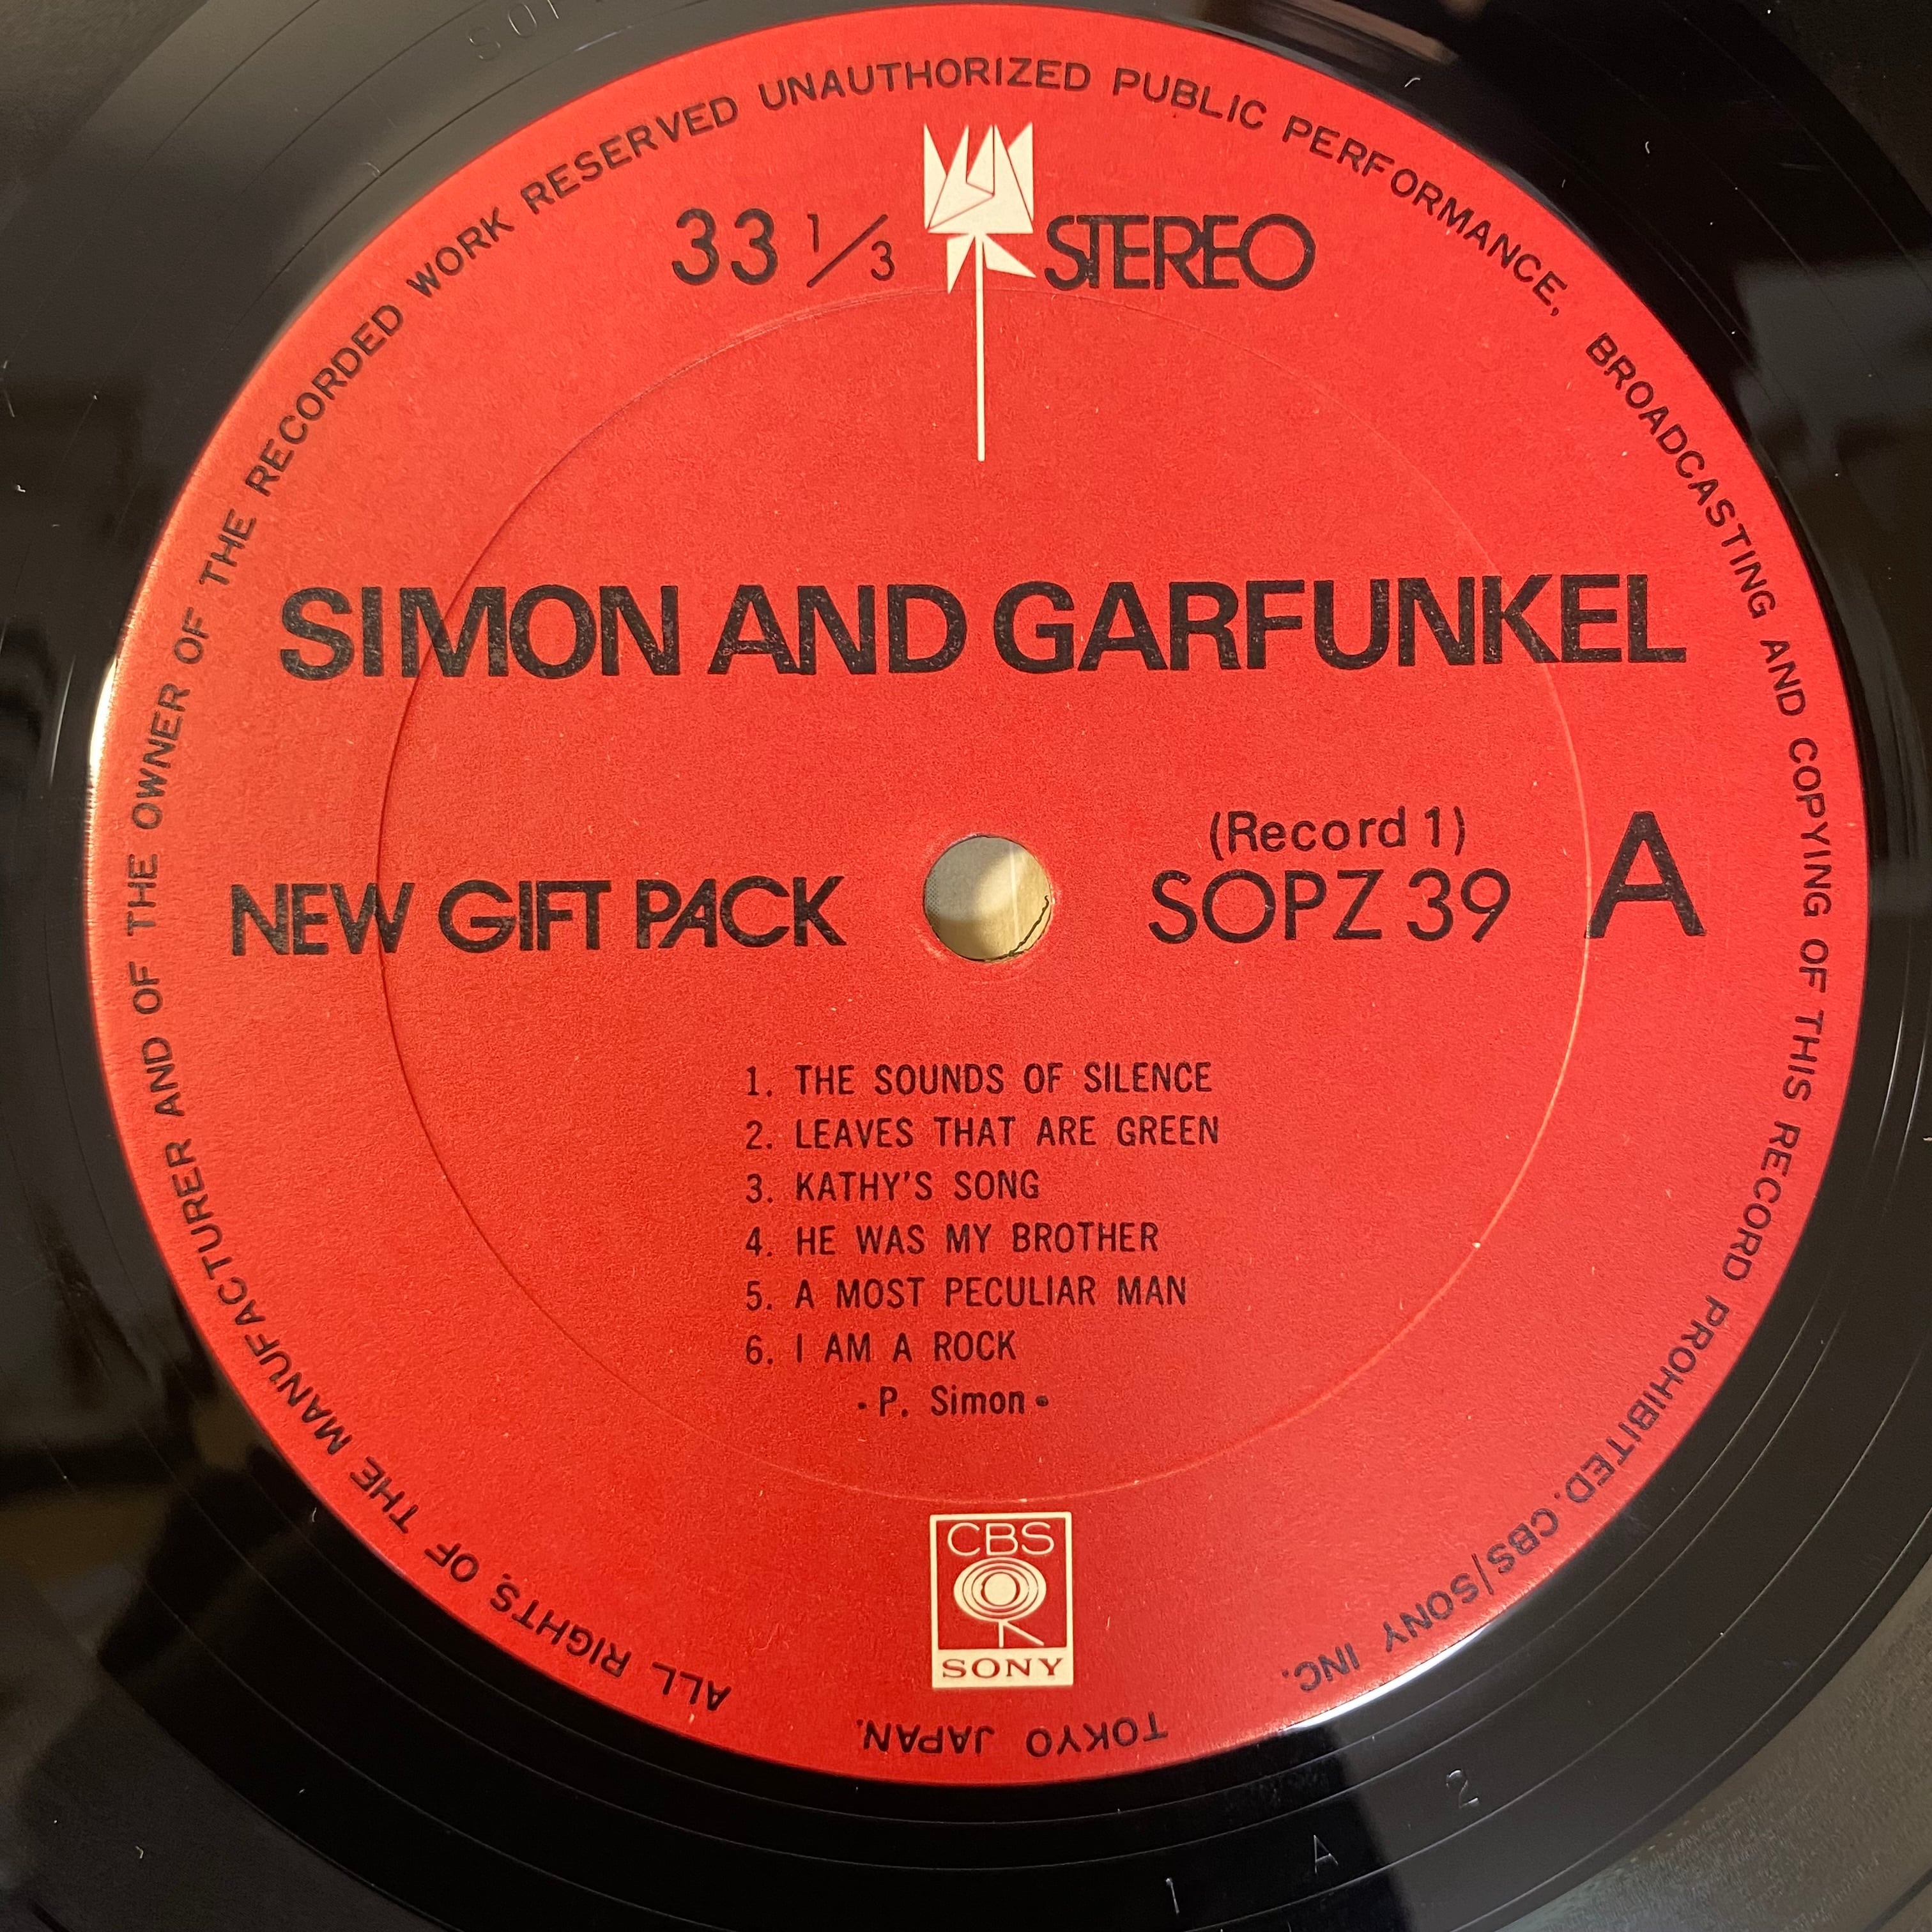 ALL RIGHTS OF THE MANUFACTURER AND OF THE OWNER OF THE RECORDED WORK RESERVED UNAUTHORIZED PUBLIC PERFORMANCE, BROADCASTING AND COPYING OF THIS RECORD PROHIBITED. CBS/SONY INC.
TOKYO JAPAN.
33 1/3 STEREO
SIMON AND GARFUNKEL
(Record 1)
NEW GIFT PACK SOPZ 39 A
1. THE SOUNDS OF SILENCE
2. LEAVES THAT ARE GREEN
3. KATHY'S SONG
4. HE WAS MY BROTHER
5. A MOST PECULIAR MAN
6. I AM A ROCK
·P. Simon·
CBS
SONY
1 A 2